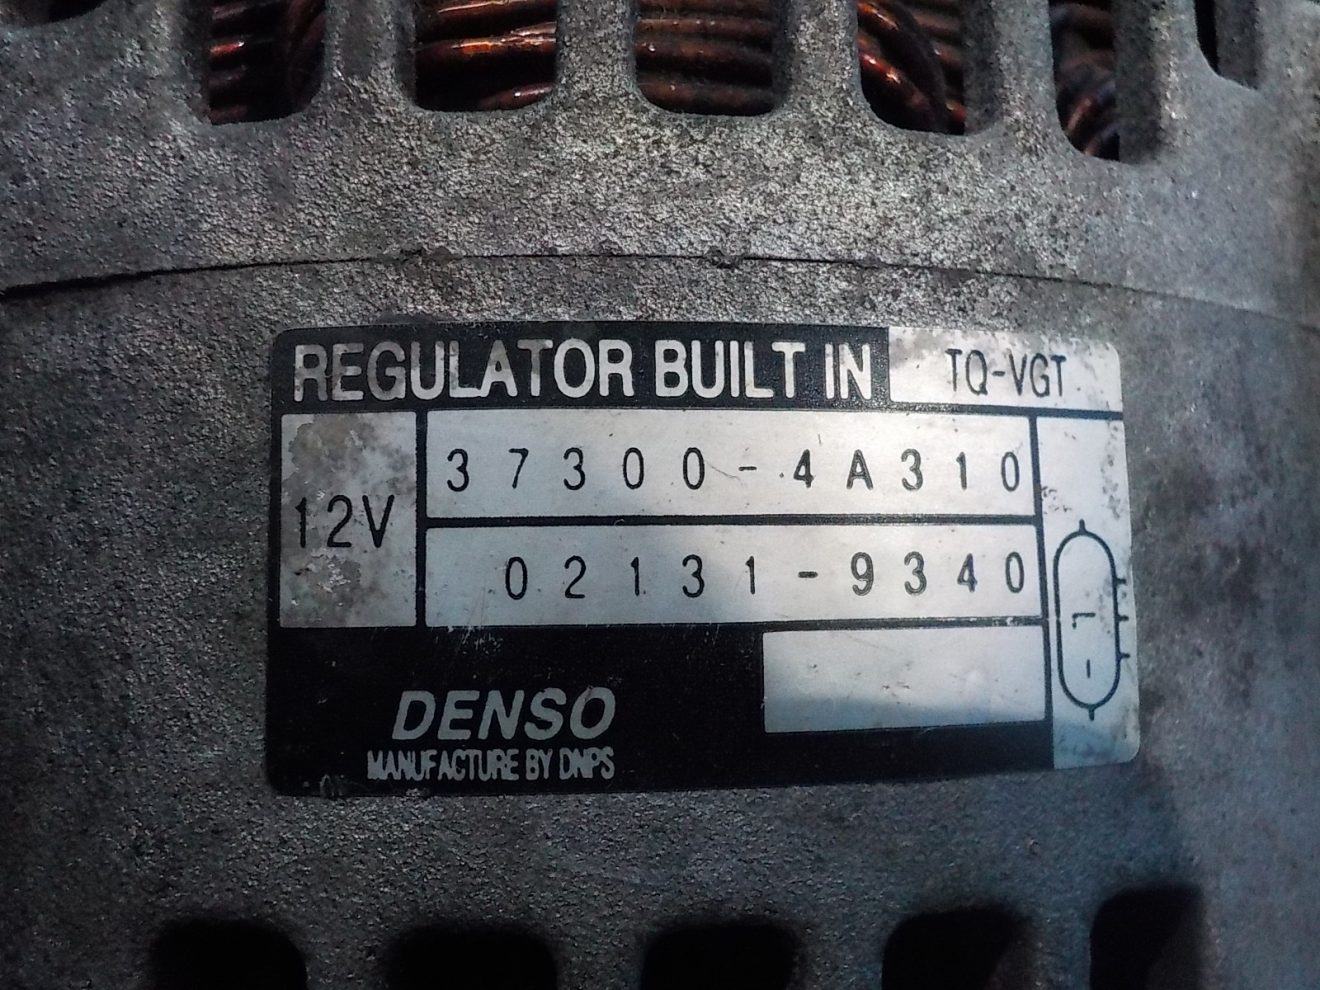 REGULATOR BUILT IN TQ-VGT
12V
37300-4A310
02131-9340
L
DENSO
MANUFACTURE BY DNPS